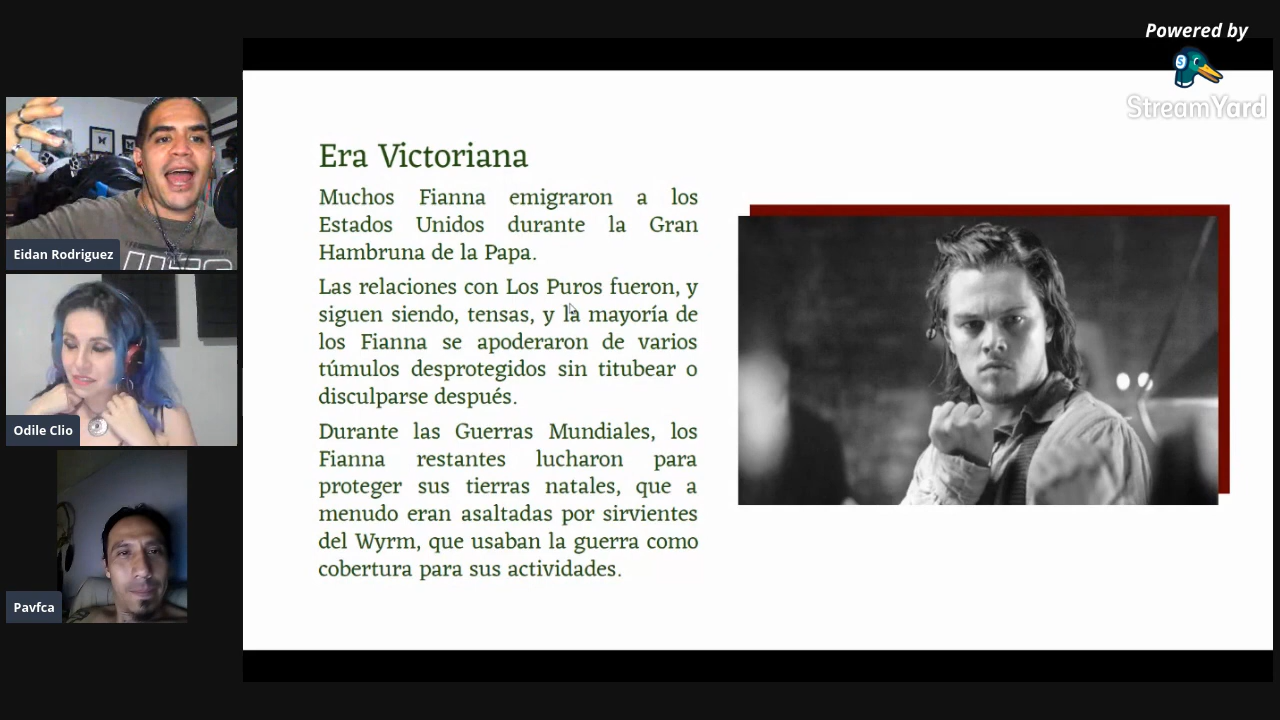 Powered by
StreamYard
Era Victoriana
Muchos Fianna emigraron a los
Estados Unidos durante la Gran
Hambruna de la Papa.
Las relaciones con Los Puros fueron, y
siguen siendo, tensas, y la mayoría de
los Fianna se apoderaron de varios
túmulos desprotegidos sin titubear o
disculparse después.
Durante las Guerras Mundiales, los
Fianna restantes lucharon para
proteger sus tierras natales, que a
menudo eran asaltadas por sirvientes
del Wyrm, que usaban la guerra como
cobertura para sus actividades.
Eidan Rodriguez
Odile Clio
Pavfca